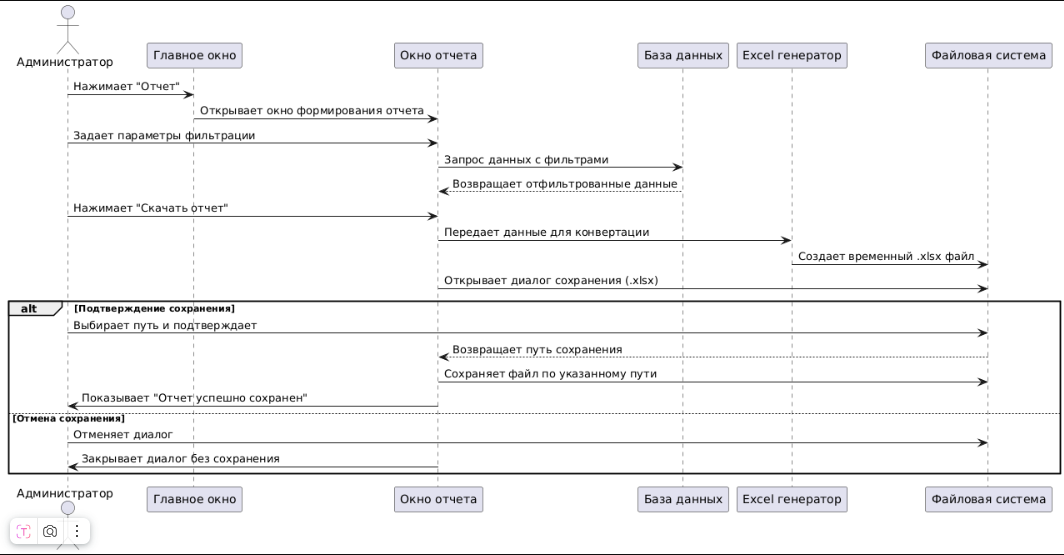 Администратор
Главное окно
Окно отчета
База данных
Excel генератор
Файловая система
Нажимает "Отчет"
Открывает окно формирования отчета
Задает параметры фильтрации
Запрос данных с фильтрами
Возвращает отфильтрованные данные
Нажимает "Скачать отчет"
Передает данные для конвертации
Создает временный .xlsx файл
Открывает диалог сохранения (.xlsx)
alt
[Подтверждение сохранения]
Выбирает путь и подтверждает
Возвращает путь сохранения
Сохраняет файл по указанному пути
Показывает "Отчет успешно сохранен"
[Отмена сохранения]
Отменяет диалог
Закрывает диалог без сохранения
Администратор
Главное окно
Окно отчета
База данных
Excel генератор
Файловая система